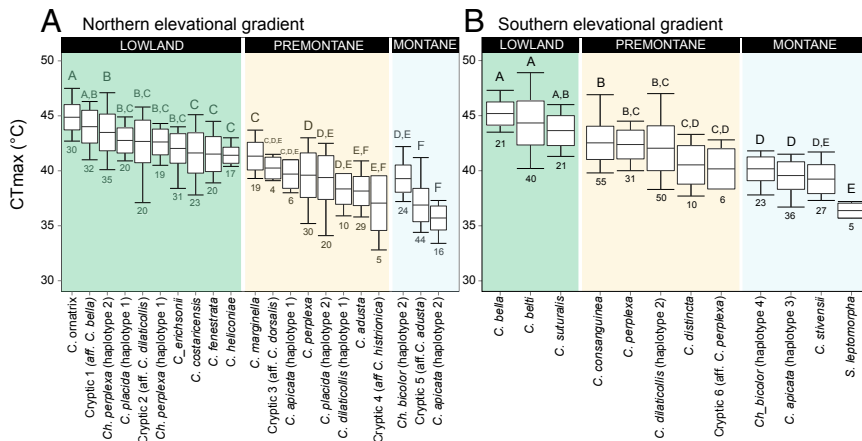 A Northern elevational gradient
LOWLAND PREMONTANE MONTANE
CTmax (°C)
50
45
40
35
30
A A,B B B,C B,C B,C B,C C C C
30 32 35 20 20 19 31 23 20 17
C C,D,E C,D,E D D,E D,E E,F E,F
19 4 6 30 20 10 29 5
D,E F F
24 44 16
C. ornatrix
Cryptic 1 (aff. C. bella)
Ch. perplexa (haplotype 2)
C. placida (haplotype 1)
Cryptic 2 (aff. C. dilaticollis)
Ch. perplexa (haplotype 1)
C_erichsonii
C. costaricensis
C. fenestrata
C. heliconiae
C. marginella
Cryptic 3 (aff. C. dorsalis)
C. apicata (haplotype 1)
C. perplexa
C. placida (haplotype 2)
C. dilaticollis (haplotype 1)
C. adusta
Cryptic 4 (aff C. histrionica)
Ch. bicolor (haplotype 2)
Cryptic 5 (aff. C. adusta)
C. apicata (haplotype 2)
B Southern elevational gradient
LOWLAND PREMONTANE MONTANE
50
45
40
35
30
A A A,B
21 40 21
B B,C B,C C,D C,D
55 31 50 10 6
D D D,E E
23 36 27 5
C. bella
C. belti
C. suturalis
C. consanguinea
C. perplexa
C. dilaticollis (haplotype 2)
C. distincta
Cryptic 6 (aff. C. perplexa)
Ch_bicolor (haplotype 4)
C. apicata (haplotype 3)
C. stivensii
S. leptomorpha